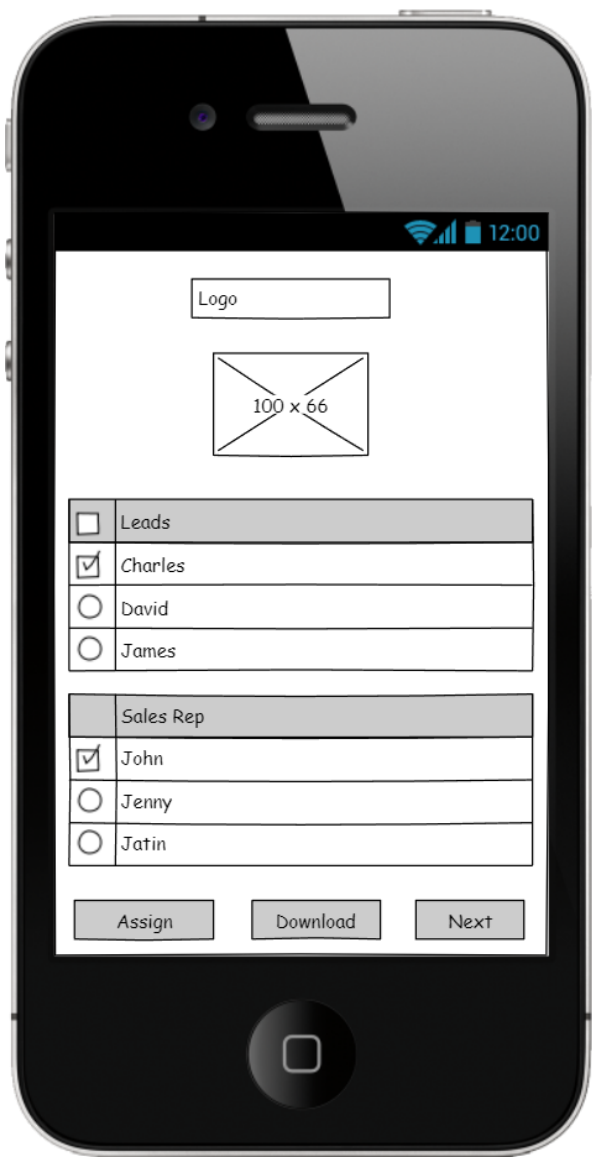 12:00
Logo
100 x 66
Leads
Charles
David
James
Sales Rep
John
Jenny
Jatin
Assign Download Next